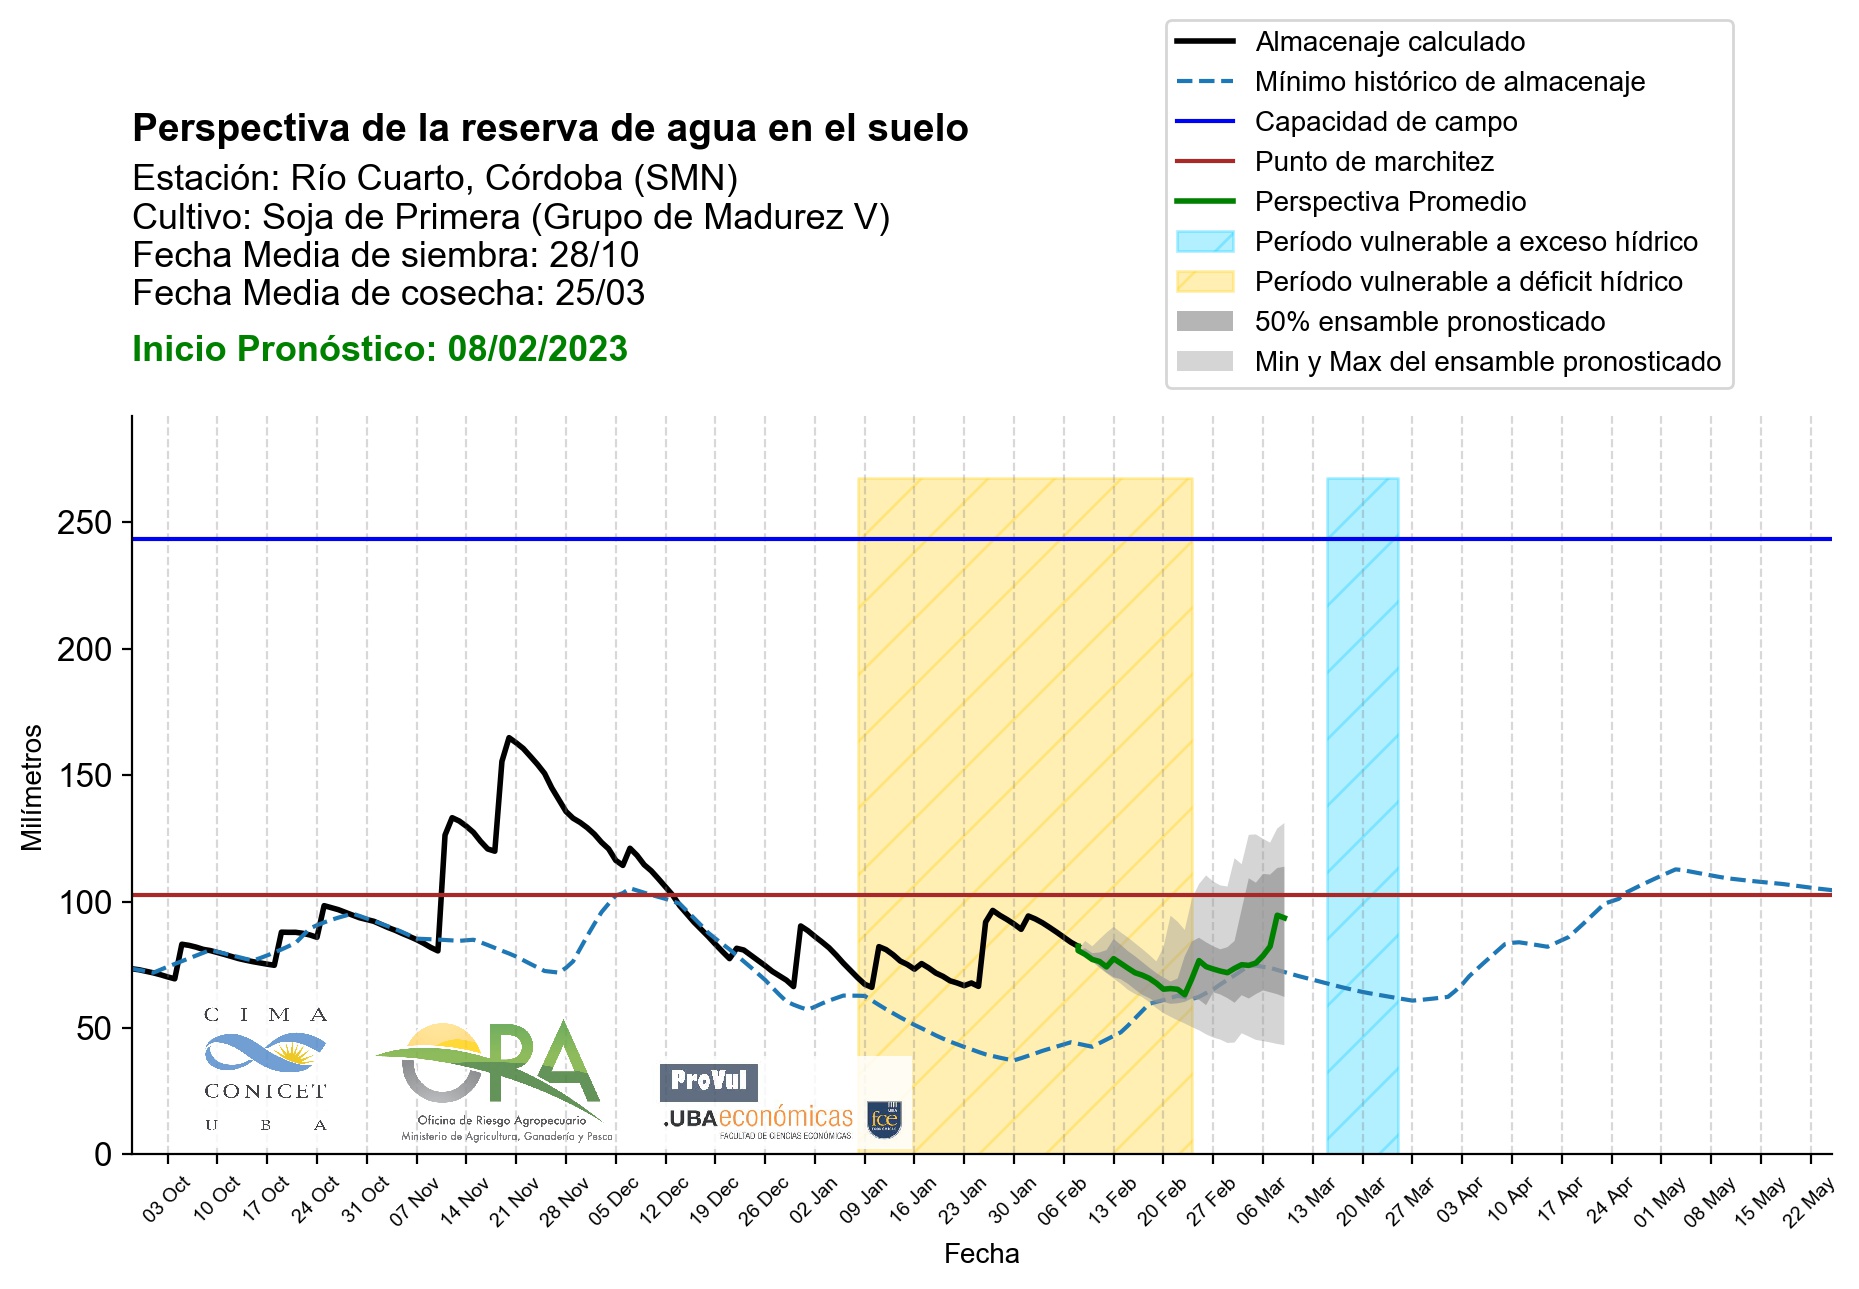 Almacenaje calculado
Mínimo histórico de almacenaje
Capacidad de campo
Punto de marchitez
Perspectiva Promedio
Período vulnerable a exceso hídrico
Período vulnerable a déficit hídrico
50% ensamble pronosticado
Min y Max del ensamble pronosticado
Perspectiva de la reserva de agua en el suelo
Estación: Río Cuarto, Córdoba (SMN)
Cultivo: Soja de Primera (Grupo de Madurez V)
Fecha Media de siembra: 28/10
Fecha Media de cosecha: 25/03
Inicio Pronóstico: 08/02/2023
Milímetros
250
200
150
100
50
0
C I M A
CONICET
U B A
ORA
Oficina de Riesgo Agropecuario
Ministerio de Agricultura, Ganadería y Pesca
ProVul
.UBAeconómicas
FACULTAD DE CIENCIAS ECONÓMICAS
fce
03 Oct
10 Oct
17 Oct
24 Oct
31 Oct
07 Nov
14 Nov
21 Nov
28 Nov
05 Dec
12 Dec
19 Dec
26 Dec
02 Jan
09 Jan
16 Jan
23 Jan
30 Jan
06 Feb
13 Feb
20 Feb
27 Feb
06 Mar
13 Mar
20 Mar
27 Mar
03 Apr
10 Apr
17 Apr
24 Apr
01 May
08 May
15 May
22 May
Fecha